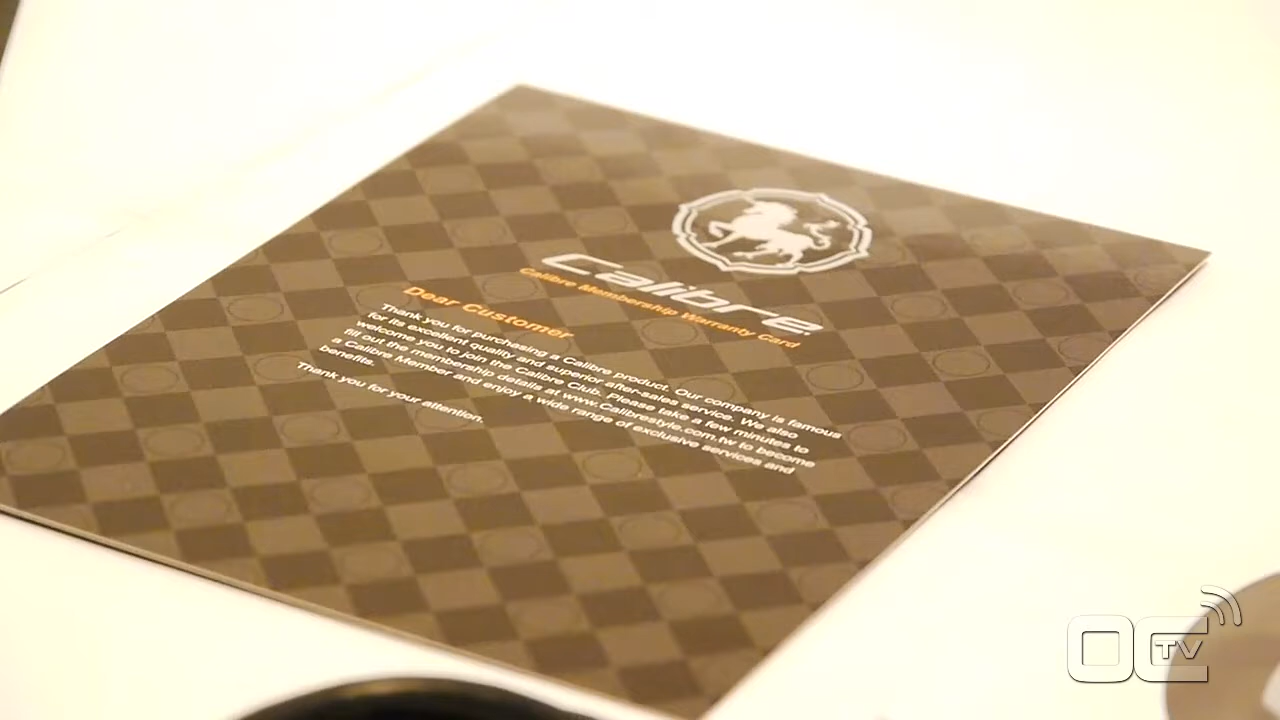 Calibre.
Calibre Membership Warranty Card
Dear Customer
Thank you for purchasing a Calibre product. Our company is famous
for its excellent quality and superior after-sales service. We also
welcome you to join the Calibre Club. Please take a few minutes to
fill out the membership details at www.Calibrestyle.com.tw to become
a Calibre Member and enjoy a wide range of exclusive services and
benefits.
Thank you for your attention.
OC TV